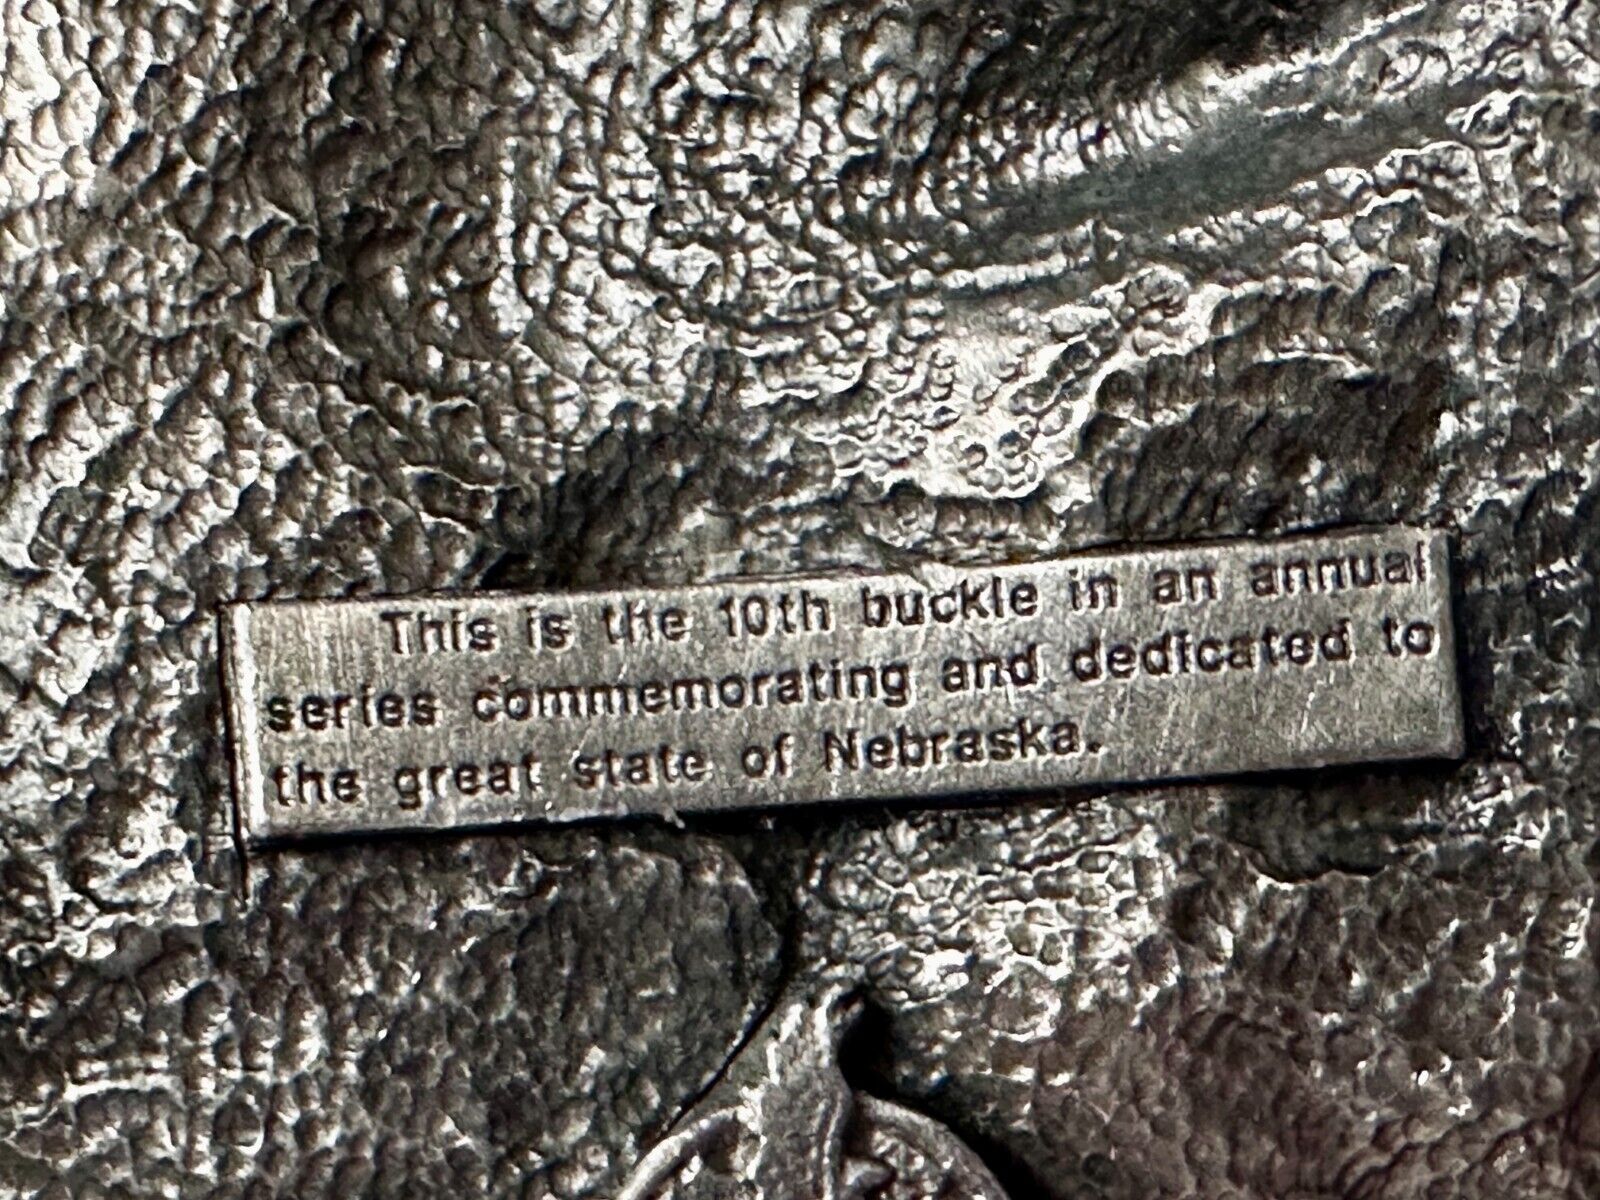 This is the 10th buckle in an annual
series commemorating and dedicated to
the great state of Nebraska.